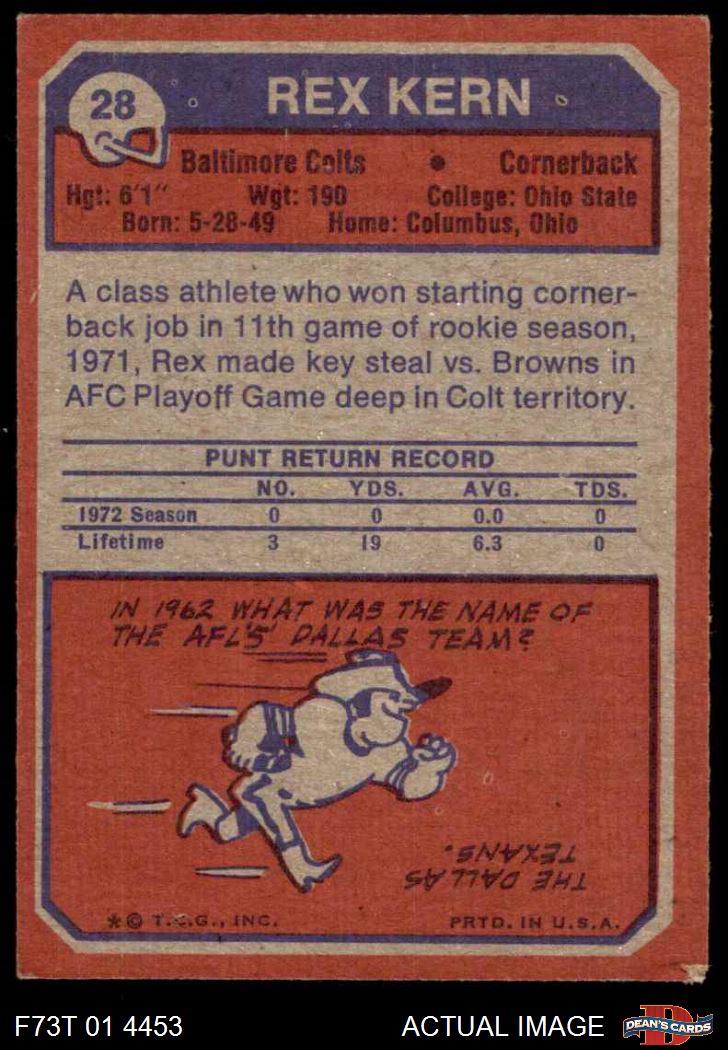 28
REX KERN
Baltimore Colts • Cornerback
Hgt: 6'1" Wgt: 190 College: Ohio State
Born: 5-28-49 Home: Columbus, Ohio
A class athlete who won starting corner-
back job in 11th game of rookie season,
1971, Rex made key steal vs. Browns in
AFC Playoff Game deep in Colt territory.
PUNT RETURN RECORD
NO. YDS. AVG. TDS.
1972 Season 0 0 0.0 0
Lifetime 3 19 6.3 0
IN 1962 WHAT WAS THE NAME OF
THE AFL'S DALLAS TEAM?
THE DALLAS
TEXANS.
* © T.C.G., INC. PRTD. IN U.S.A.
F73T 01 4453 ACTUAL IMAGE
D
DEAN'S CARDS